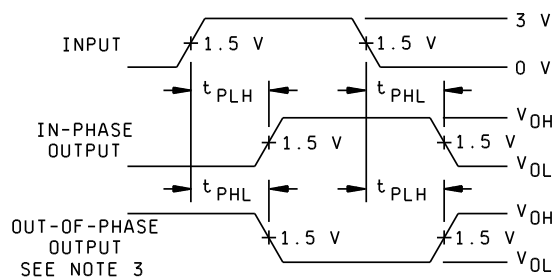 3 V
INPUT
1.5 V
1.5 V
0 V
tPLH
tPHL
VOH
IN-PHASE
OUTPUT
1.5 V
1.5 V
VOL
tPHL
tPLH
VOH
OUT-OF-PHASE
OUTPUT
SEE NOTE 3
1.5 V
1.5 V
VOL